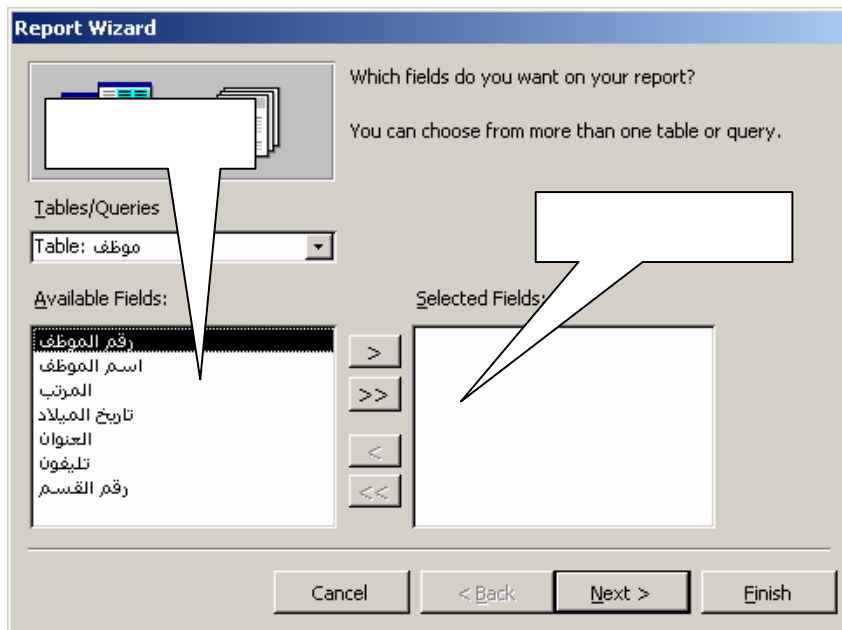 Report Wizard
Which fields do you want on your report?
You can choose from more than one table or query.
Tables/Queries
Table: موظف
Available Fields:
Selected Fields:
رقم الموظف
اسم الموظف
المرتب
تاريخ الميلاد
العنوان
تليفون
رقم القسم
>
>>
<
<<
Cancel
< Back
Next >
Finish